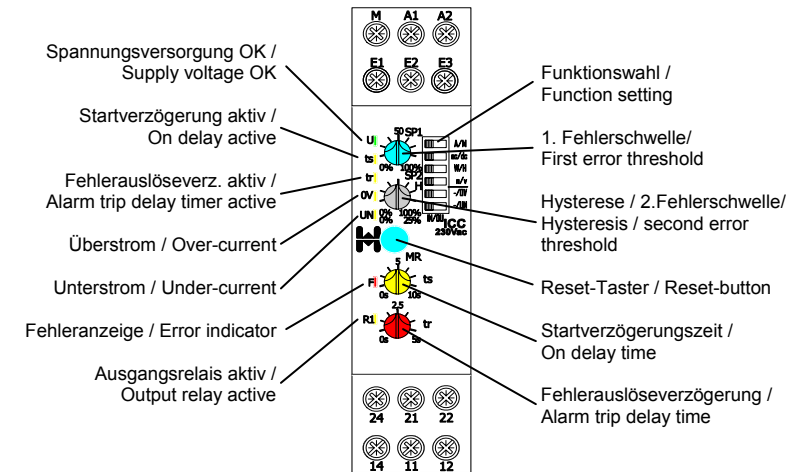 M A1 A2
E1 E2 E3
Spannungsversorgung OK /
Supply voltage OK
Startverzögerung aktiv /
On delay active
Fehlerauslöseverz. aktiv /
Alarm trip delay timer active
Überstrom / Over-current
Unterstrom / Under-current
Fehleranzeige / Error indicator
Ausgangsrelais aktiv /
Output relay active
U
ts
tr
OV
UN
F
R1
50 SP1
0% 100%
SP2
H
0% 100%
0% 25%
A/M
ac/dc
W/H
-/OV
-/UN
ICC
230Vac
MR
5
ts
0s 10s
2,5
tr
0s 5s
Funktionswahl /
Function setting
1. Fehlerschwelle/
First error threshold
Hysterese / 2.Fehlerschwelle/
Hysteresis / second error
threshold
Reset-Taster / Reset-button
Startverzögerungszeit /
On delay time
Fehlerauslöseverzögerung /
Alarm trip delay time
24 21 22
14 11 12